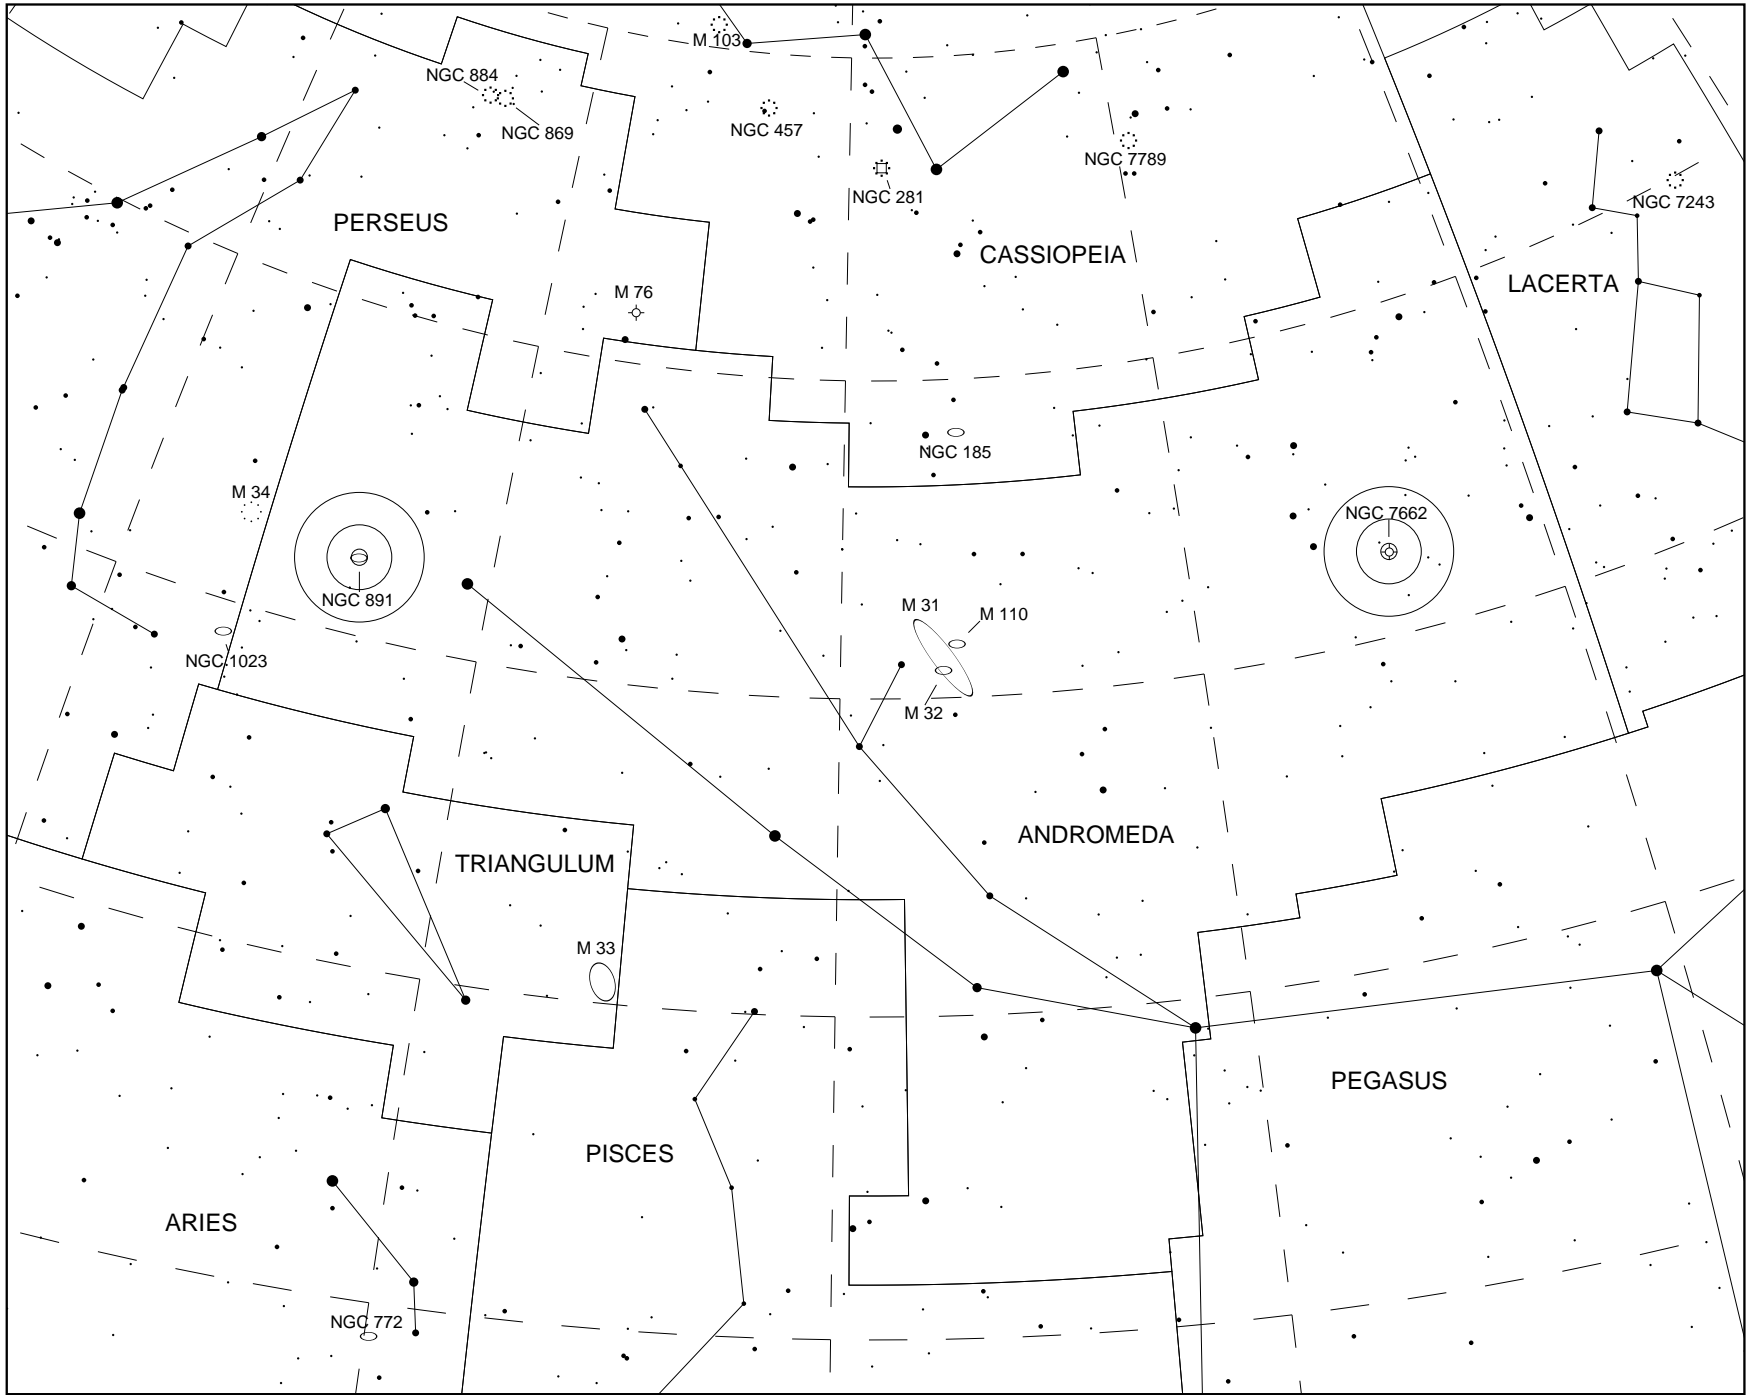 M 103
NGC 884
NGC 869
NGC 457
NGC 7789
NGC 281
NGC 7243
PERSEUS
CASSIOPEIA
LACERTA
M 76
NGC 185
M 34
NGC 7662
NGC 891
M 31
M 110
NGC 1023
M 32
ANDROMEDA
TRIANGULUM
M 33
PEGASUS
PISCES
ARIES
NGC 772